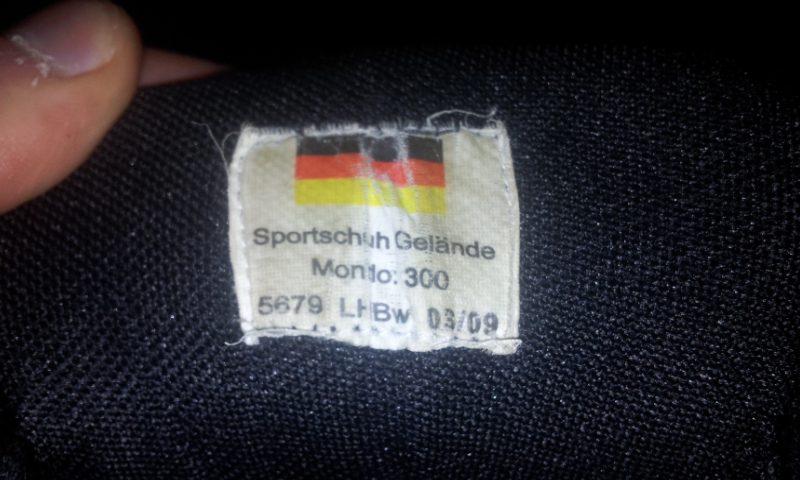 Sportschuh Gelände
Mondo: 300
5679 LHBw 03/09